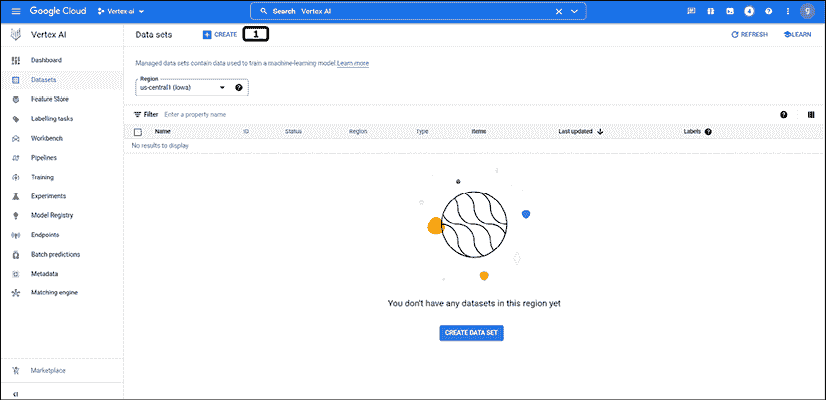 Google Cloud Vertex-ai Search Vertex AI 4 g
Vertex AI Data sets CREATE 1 REFRESH LEARN
Dashboard
Datasets
Feature Store
Labelling tasks
Workbench
Pipelines
Training
Experiments
Model Registry
Endpoints
Batch predictions
Metadata
Matching engine
Marketplace
Managed data sets contain data used to train a machine-learning model. Learn more
Region
us-central1 (Iowa)
Filter Enter a property name
Name ID Status Region Type Items Last updated Labels
No results to display
You don't have any datasets in this region yet
CREATE DATA SET